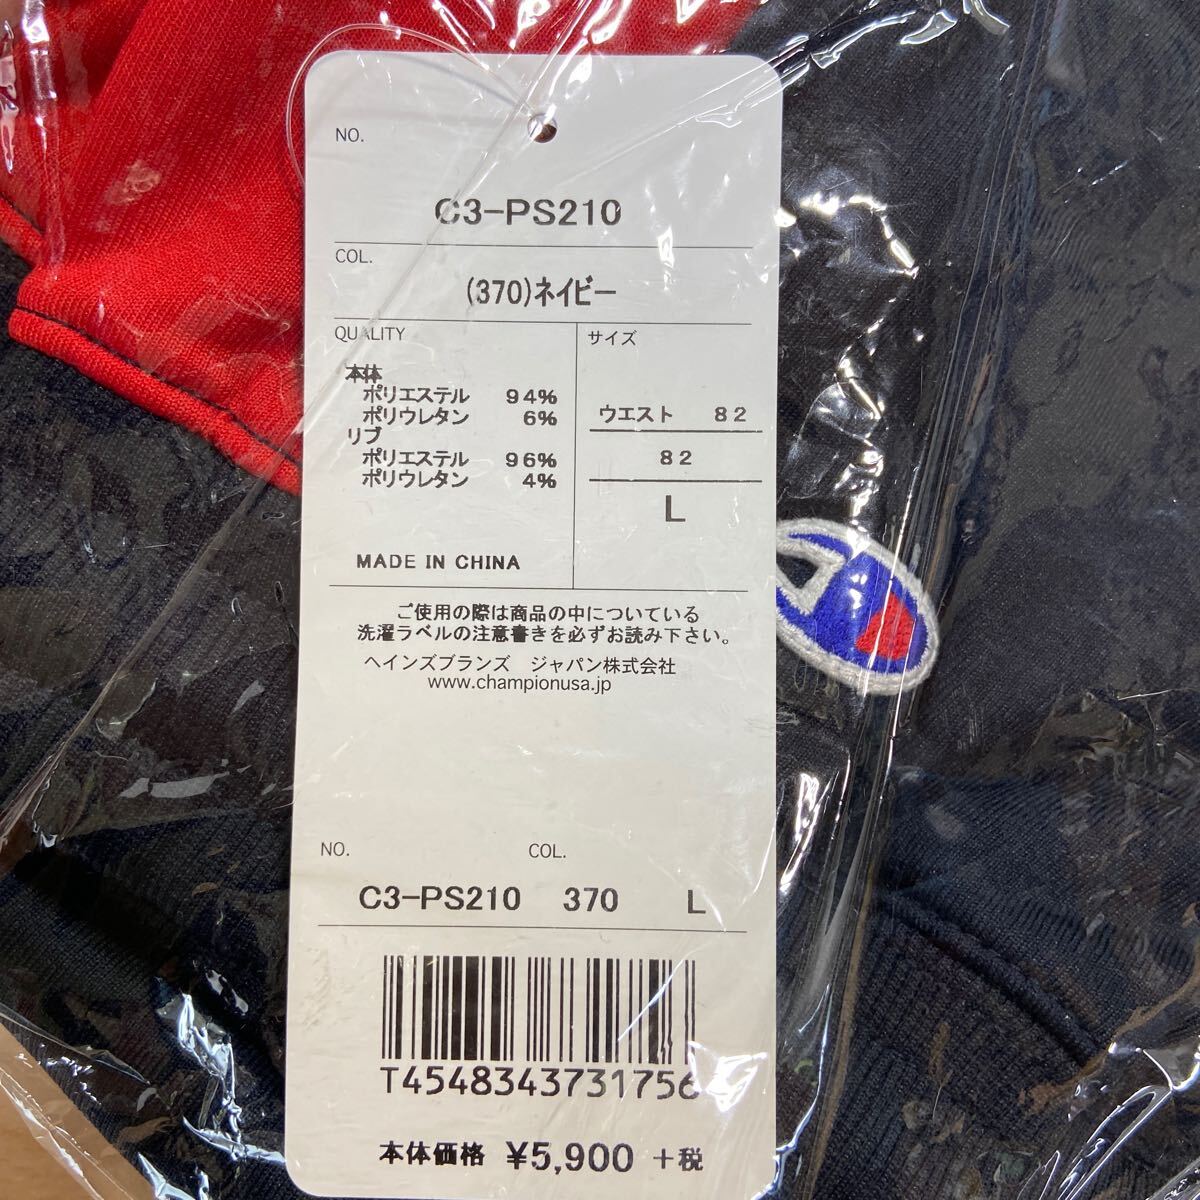 NO.
C3-PS210
COL.
(370)ネイビー
QUALITY
本体
ポリエステル 94%
ポリウレタン 6%
リブ
ポリエステル 96%
ポリウレタン 4%
MADE IN CHINA
サイズ
ウエスト 82
82
L
ご使用の際は商品の中についている
洗濯ラベルの注意書きを必ずお読み下さい。
ヘインズブランズ ジャパン株式会社
www.championusa.jp
NO. COL.
C3-PS210 370 L
T4548343731756
本体価格 ¥5,900 +税